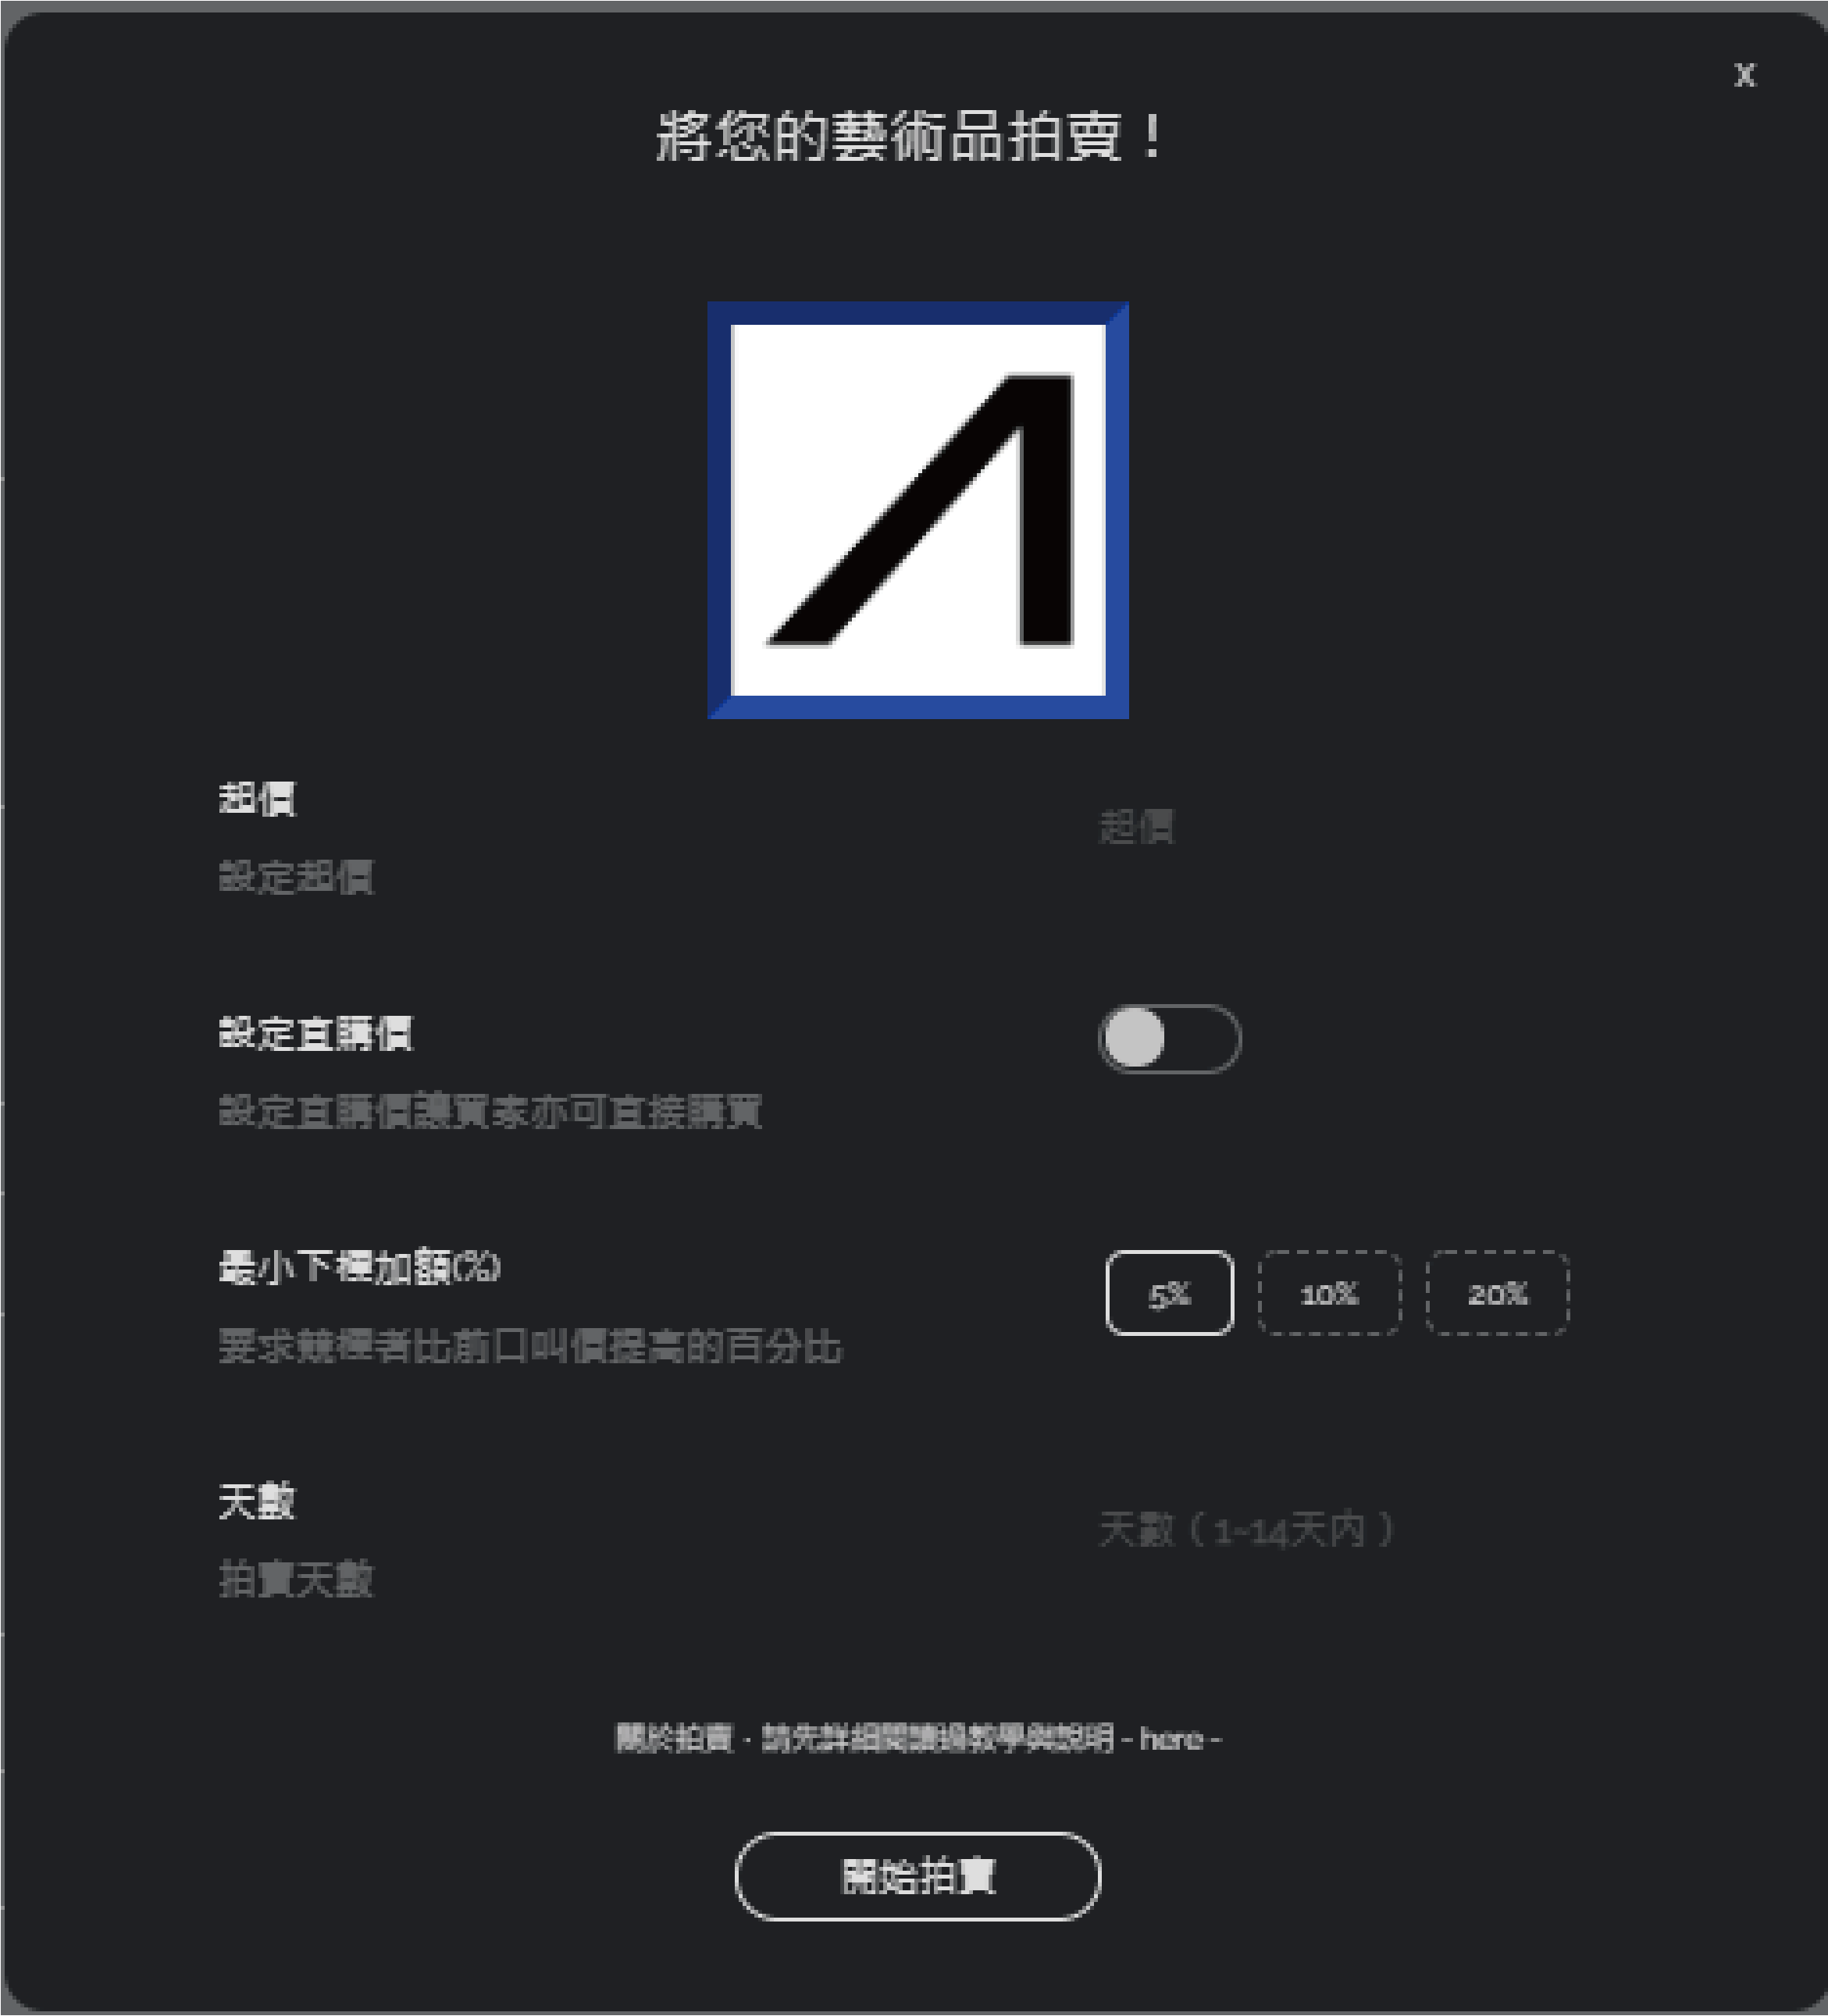 x
將您的藝術品拍賣！
起價
起價
設定起價
設定直購價
設定直購價讓買家亦可直接購買
最小下標加額(%)
5% 10% 20%
要求競標者比前口叫價提高的百分比
天數
天數（1-14天內）
拍賣天數
關於拍賣，請先詳細閱讀過教學與說明 - here -
開始拍賣